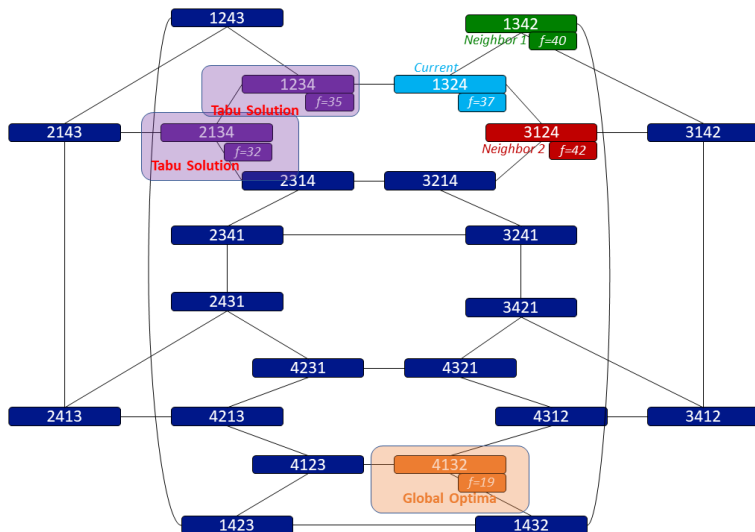 1243
1342
Neighbor 1
f=40
Current
1234
1324
f=35
f=37
Tabu Solution
2143
2134
3124
3142
f=32
Neighbor 2
f=42
Tabu Solution
2314
3214
2341
3241
2431
3421
4231
4321
2413
4213
4312
3412
4123
4132
f=19
Global Optima
1423
1432